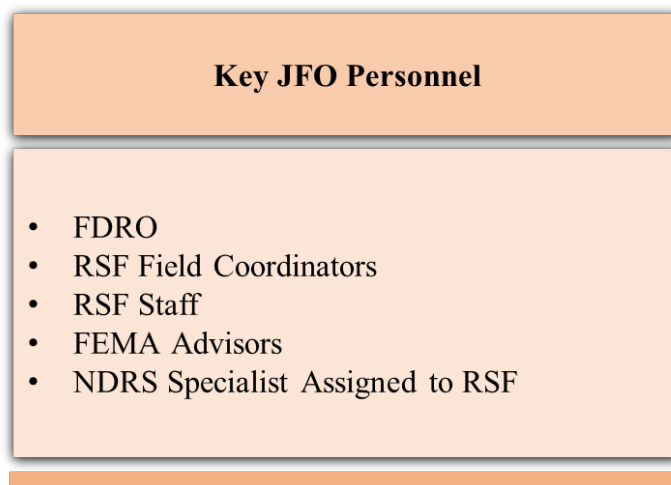 Key JFO Personnel
• FDRO
• RSF Field Coordinators
• RSF Staff
• FEMA Advisors
• NDRS Specialist Assigned to RSF